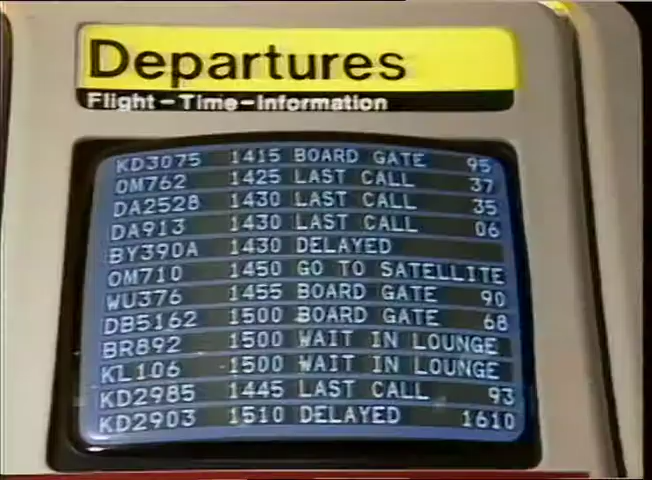 Departures
Flight-Time-Information
KD3075 1415 BOARD GATE 95
OM762 1425 LAST CALL 37
DA2528 1430 LAST CALL 35
DA913 1430 LAST CALL 06
BY390A 1430 DELAYED
OM710 1450 GO TO SATELLITE
WU376 1455 BOARD GATE 90
DB5162 1500 BOARD GATE 68
BR892 1500 WAIT IN LOUNGE
KL106 1500 WAIT IN LOUNGE
KD2985 1445 LAST CALL 93
KD2903 1510 DELAYED 1610